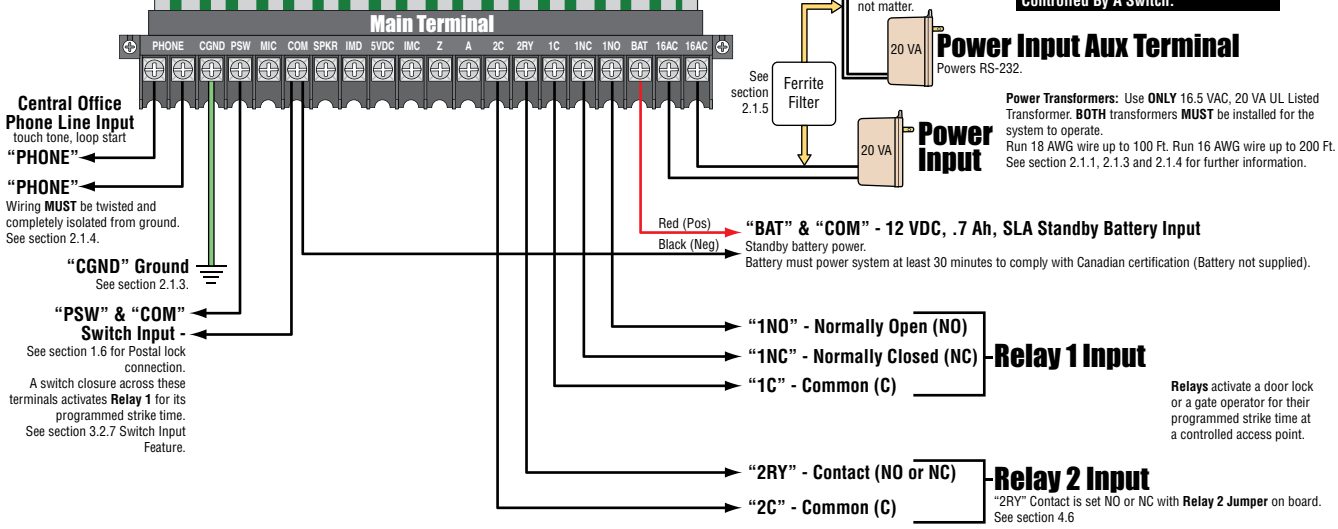 not matter.
Controlled By A Switch.
Main Terminal
PHONE CGND PSW MIC COM SPKR IMD 5VDC IMC Z A 2C 2RY 1C 1NC 1NO BAT 16AC 16AC
20 VA
Power Input Aux Terminal
Powers RS-232.
See
section
2.1.5
Ferrite
Filter
Power Transformers: Use ONLY 16.5 VAC, 20 VA UL Listed
Transformer. BOTH transformers MUST be installed for the
system to operate.
Run 18 AWG wire up to 100 Ft. Run 16 AWG wire up to 200 Ft.
See section 2.1.1, 2.1.3 and 2.1.4 for further information.
20 VA
Power
Input
Central Office
Phone Line Input
touch tone, loop start
“PHONE”
“PHONE”
Wiring MUST be twisted and
completely isolated from ground.
See section 2.1.4.
“CGND” Ground
See section 2.1.3.
“PSW” & “COM”
Switch Input -
See section 1.6 for Postal lock
connection.
A switch closure across these
terminals activates Relay 1 for its
programmed strike time.
See section 3.2.7 Switch Input
Feature.
Red (Pos)
“BAT” & “COM” - 12 VDC, .7 Ah, SLA Standby Battery Input
Black (Neg)
Standby battery power.
Battery must power system at least 30 minutes to comply with Canadian certification (Battery not supplied).
“1NO” - Normally Open (NO)
“1NC” - Normally Closed (NC)
“1C” - Common (C)
Relay 1 Input
Relays activate a door lock
or a gate operator for their
programmed strike time at
a controlled access point.
“2RY” - Contact (NO or NC)
“2C” - Common (C)
Relay 2 Input
“2RY” Contact is set NO or NC with Relay 2 Jumper on board.
See section 4.6